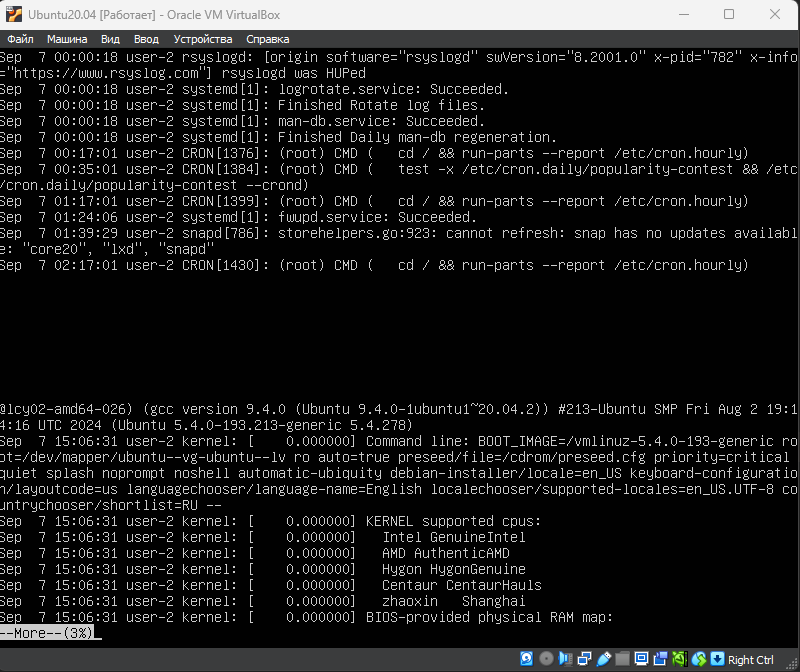 Ubuntu20.04 [Работает] - Oracle VM VirtualBox
Файл Машина Вид Ввод Устройства Справка
Sep  7 00:00:18 user-2 rsyslogd: [origin software="rsyslogd" swVersion="8.2001.0" x-pid="782" x-info
="https://www.rsyslog.com"] rsyslogd was HUPed
Sep  7 00:00:18 user-2 systemd[1]: logrotate.service: Succeeded.
Sep  7 00:00:18 user-2 systemd[1]: Finished Rotate log files.
Sep  7 00:00:18 user-2 systemd[1]: man-db.service: Succeeded.
Sep  7 00:00:18 user-2 systemd[1]: Finished Daily man-db regeneration.
Sep  7 00:17:01 user-2 CRON[1376]: (root) CMD (   cd / && run-parts --report /etc/cron.hourly)
Sep  7 00:35:01 user-2 CRON[1384]: (root) CMD (   test -x /etc/cron.daily/popularity-contest && /etc
/cron.daily/popularity-contest --crond)
Sep  7 01:17:01 user-2 CRON[1399]: (root) CMD (   cd / && run-parts --report /etc/cron.hourly)
Sep  7 01:24:06 user-2 systemd[1]: fwupd.service: Succeeded.
Sep  7 01:39:29 user-2 snapd[786]: storehelpers.go:923: cannot refresh: snap has no updates availabl
e: "core20", "lxd", "snapd"
Sep  7 02:17:01 user-2 CRON[1430]: (root) CMD (   cd / && run-parts --report /etc/cron.hourly)
@lcy02-amd64-026) (gcc version 9.4.0 (Ubuntu 9.4.0-1ubuntu1~20.04.2)) #213-Ubuntu SMP Fri Aug 2 19:1
4:16 UTC 2024 (Ubuntu 5.4.0-193.213-generic 5.4.278)
Sep  7 15:06:31 user-2 kernel: [    0.000000] Command line: BOOT_IMAGE=/vmlinuz-5.4.0-193-generic ro
ot=/dev/mapper/ubuntu--vg-ubuntu--lv ro auto=true preseed/file=/cdrom/preseed.cfg priority=critical
quiet splash noprompt noshell automatic-ubiquity debian-installer/locale=en_US keyboard-configuratio
n/layoutcode=us languagechooser/language-name=English localechooser/supported-locales=en_US.UTF-8 co
untrychooser/shortlist=RU --
Sep  7 15:06:31 user-2 kernel: [    0.000000] KERNEL supported cpus:
Sep  7 15:06:31 user-2 kernel: [    0.000000]   Intel GenuineIntel
Sep  7 15:06:31 user-2 kernel: [    0.000000]   AMD AuthenticAMD
Sep  7 15:06:31 user-2 kernel: [    0.000000]   Hygon HygonGenuine
Sep  7 15:06:31 user-2 kernel: [    0.000000]   Centaur CentaurHauls
Sep  7 15:06:31 user-2 kernel: [    0.000000]   zhaoxin   Shanghai
Sep  7 15:06:31 user-2 kernel: [    0.000000] BIOS-provided physical RAM map:
--More--(3%)
Right Ctrl